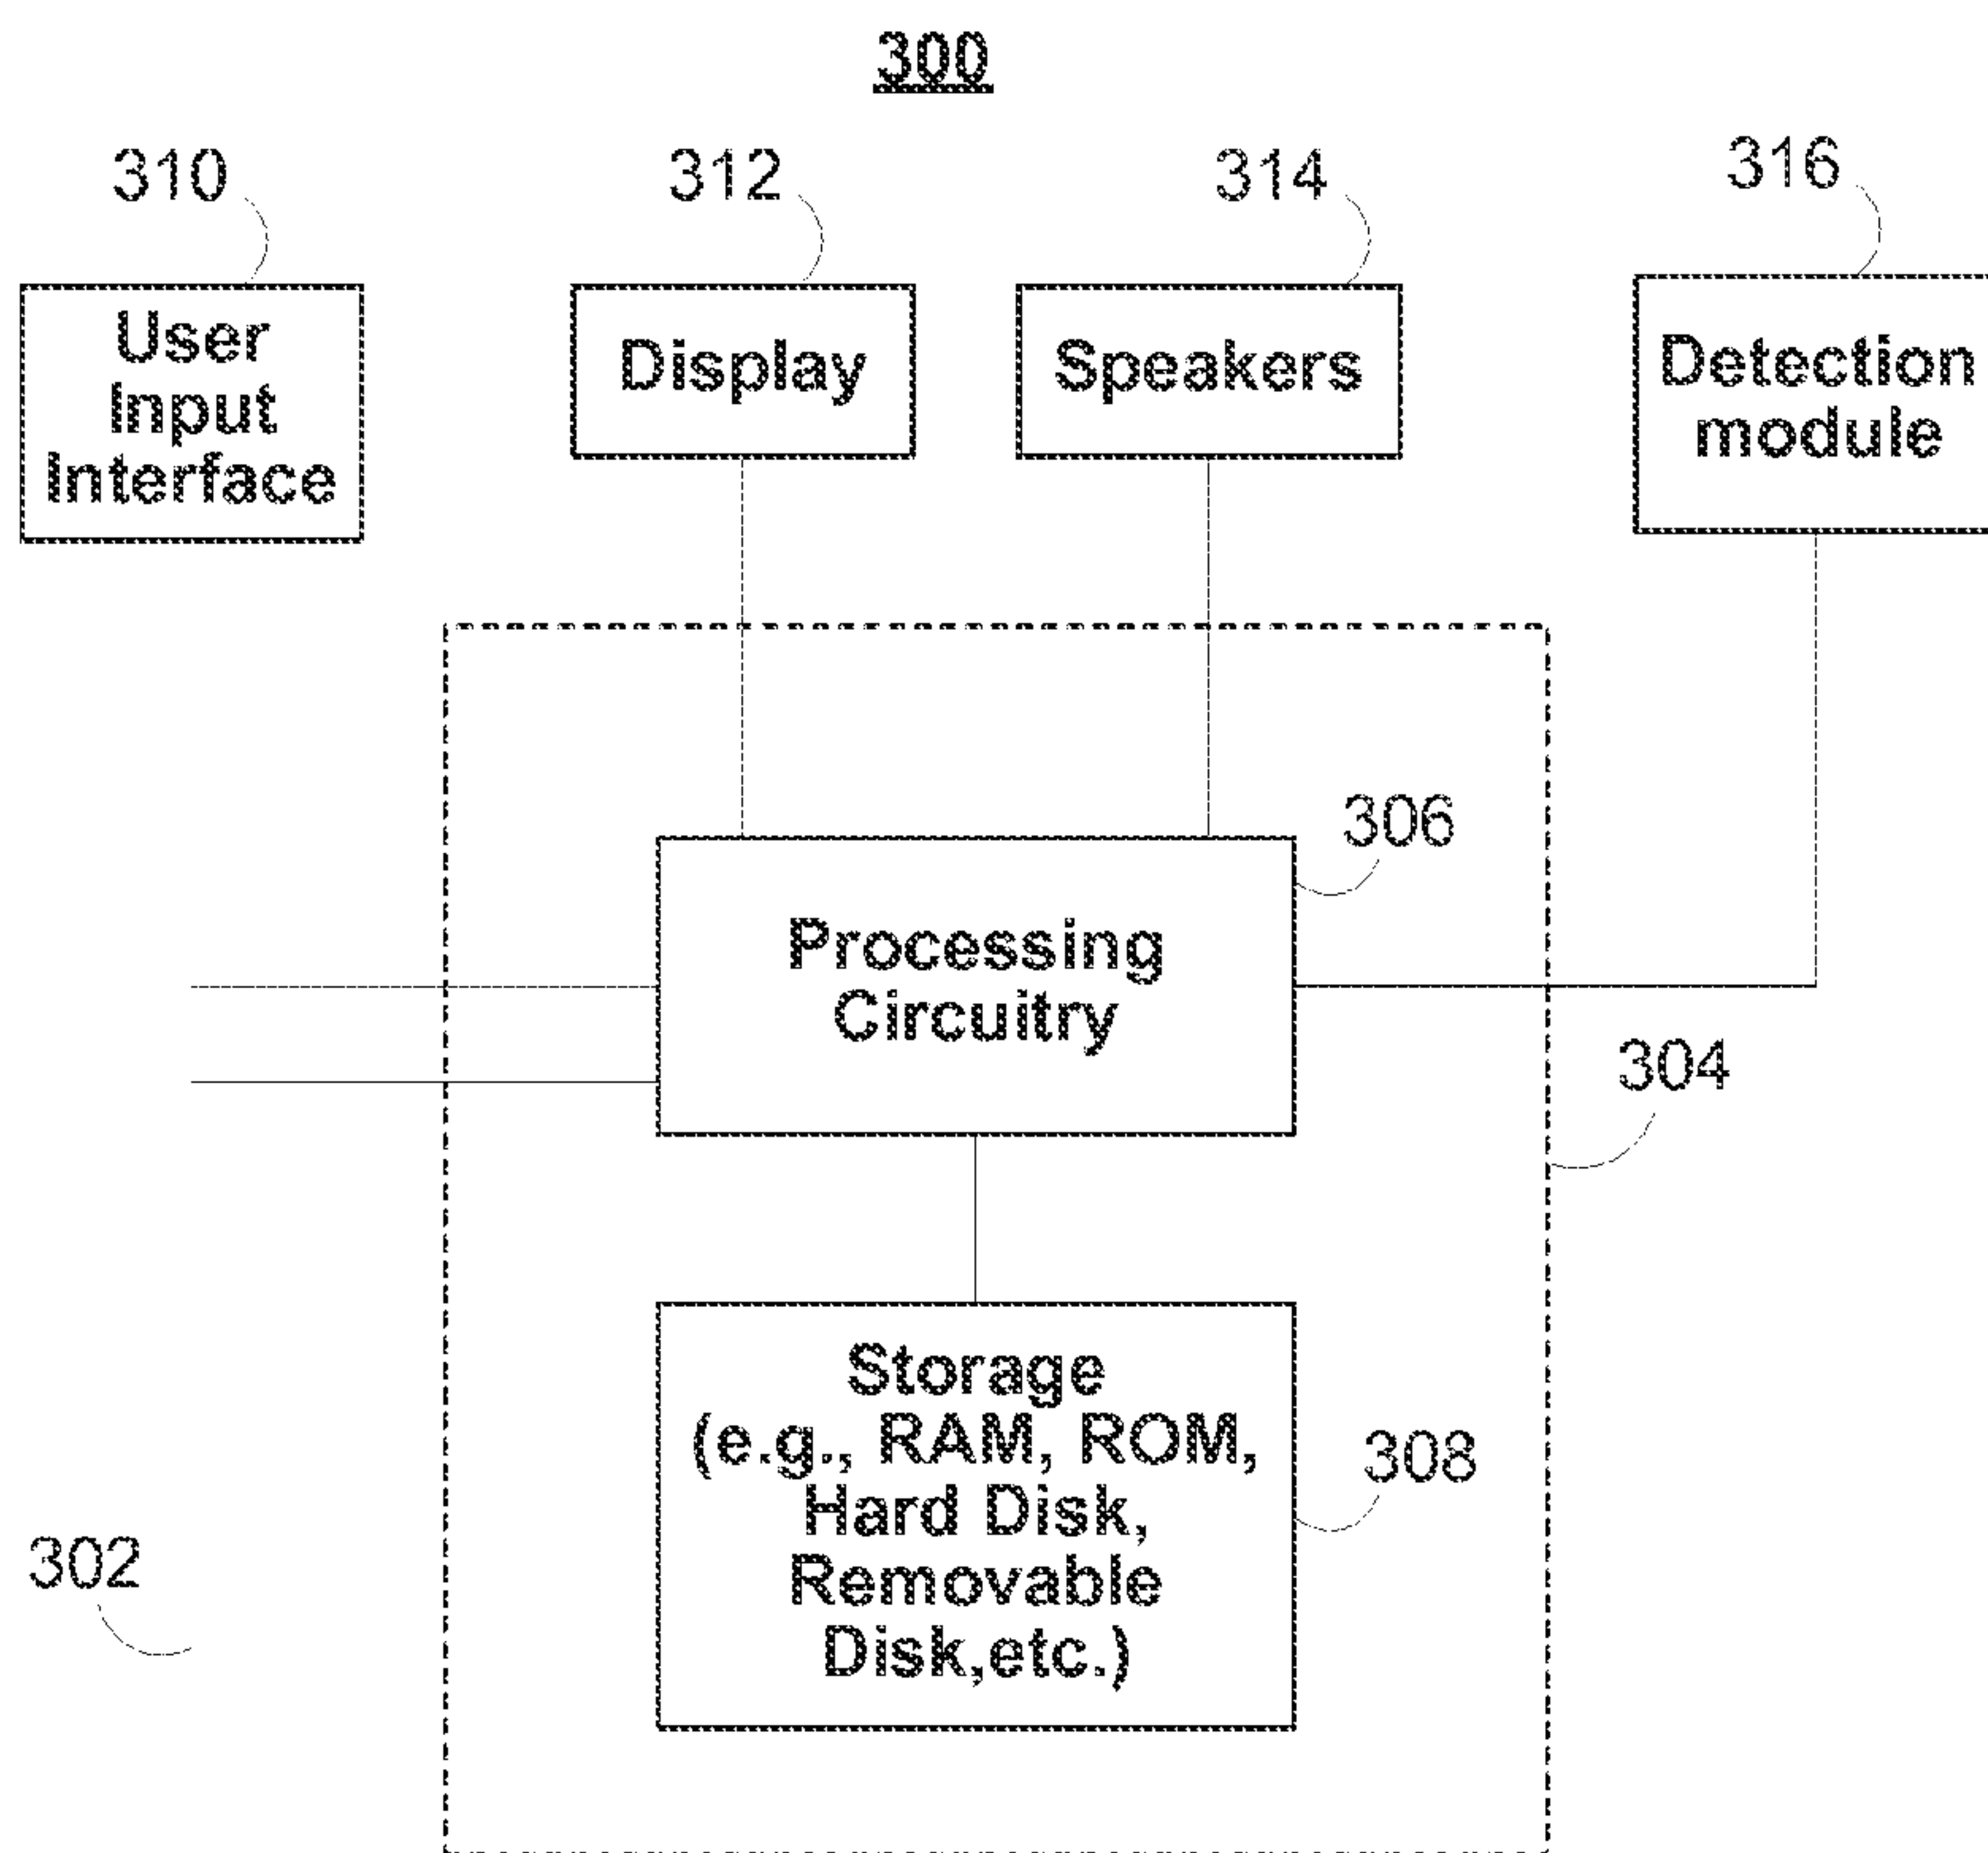 300
310
312
314
316
User
Input
Interface
Display
Speakers
Detection
module
306
Processing
Circuitry
304
Storage
(e.g., RAM, ROM,
Hard Disk,
Removable
Disk,etc.)
308
302